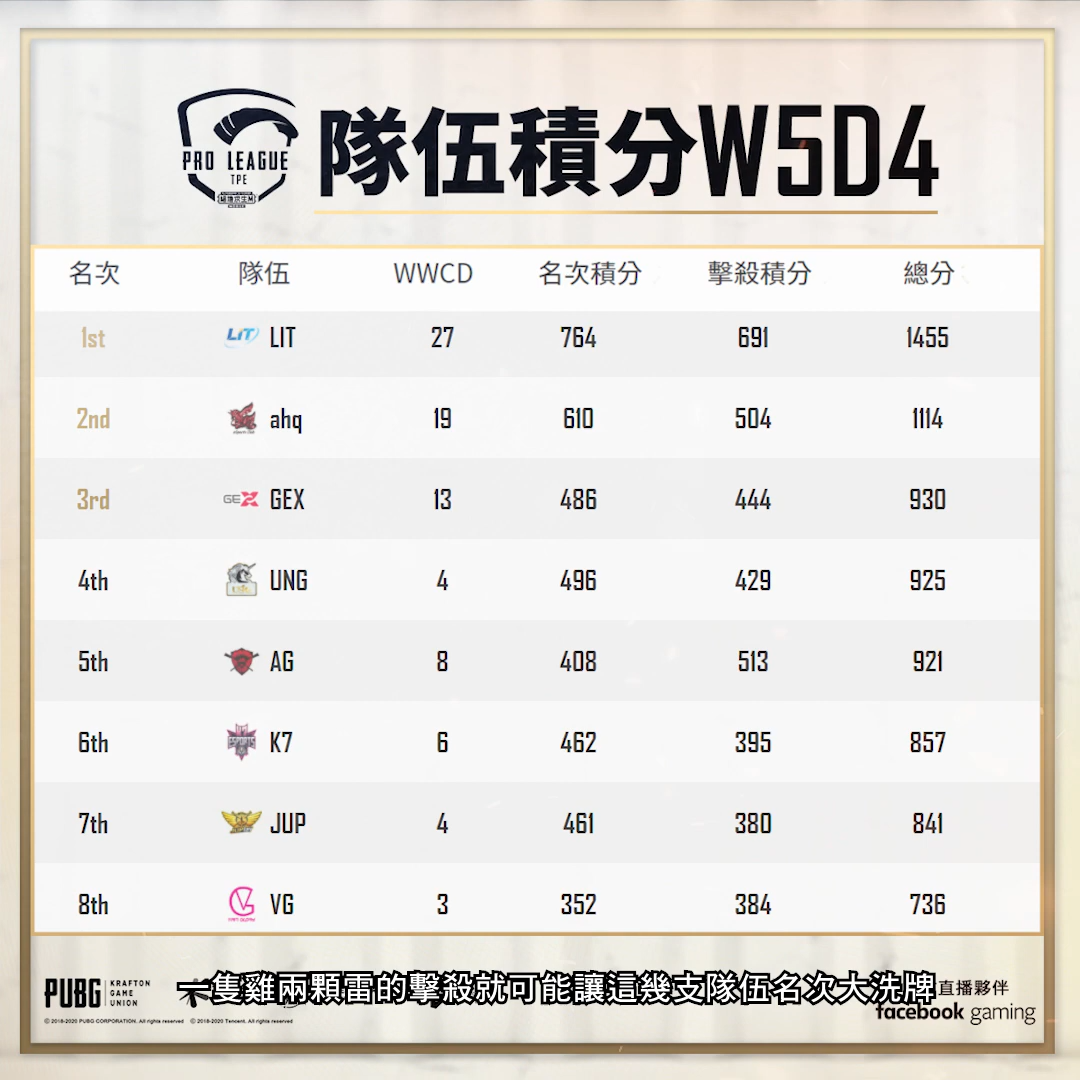 PRO LEAGUE
TPE
隊伍積分W5D4
名次 隊伍 WWCD 名次積分 擊殺積分 總分
1st LIT LIT 27 764 691 1455
2nd ahq 19 610 504 1114
3rd GEX GEX 13 486 444 930
4th UNG 4 496 429 925
5th AG 8 408 513 921
6th K7 6 462 395 857
7th JUP 4 461 380 841
8th VG 3 352 384 736
PUBG KRAFTON GAME UNION
一隻雞兩顆雷的擊殺就可能讓這幾支隊伍名次大洗牌
直播夥伴
facebook gaming
© 2018-2020 PUBG CORPORATION. All rights reserved © 2018-2020 Tencent. All rights reserved